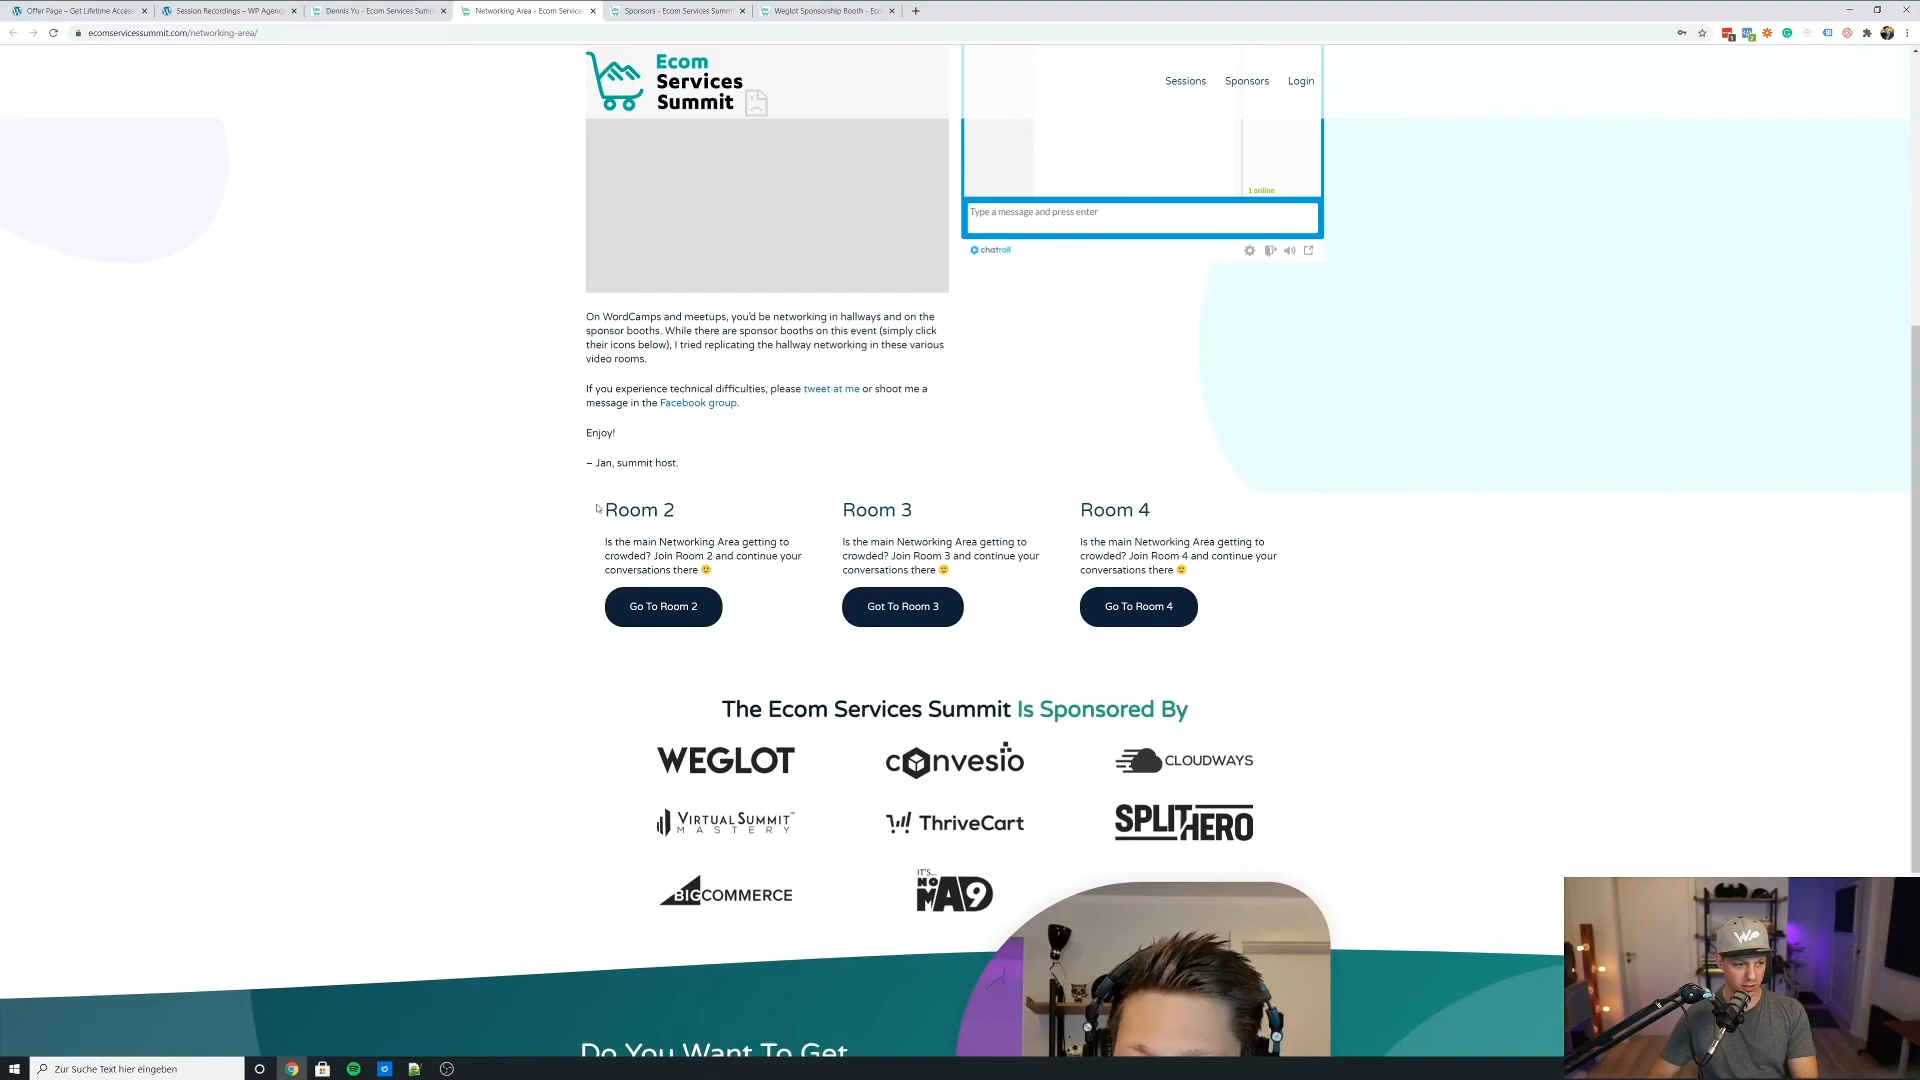 Offer Page – Get Lifetime Access
Session Recordings – WP Agenc
Dennis Yu - Ecom Services Summ
Networking Area - Ecom Service
Sponsors - Ecom Services Summi
Weglot Sponsorship Booth - Eco
ecomservicessummit.com/networking-area/
Ecom
Services
Summit
Sessions
Sponsors
Login
1 online
Type a message and press enter
chatroll
On WordCamps and meetups, you'd be networking in hallways and on the
sponsor booths. While there are sponsor booths on this event (simply click
their icons below), I tried replicating the hallway networking in these various
video rooms.
If you experience technical difficulties, please tweet at me or shoot me a
message in the Facebook group.
Enjoy!
– Jan, summit host.
Room 2
Is the main Networking Area getting to
crowded? Join Room 2 and continue your
conversations there 🙂
Go To Room 2
Room 3
Is the main Networking Area getting to
crowded? Join Room 3 and continue your
conversations there 🙂
Got To Room 3
Room 4
Is the main Networking Area getting to
crowded? Join Room 4 and continue your
conversations there 🙂
Go To Room 4
The Ecom Services Summit Is Sponsored By
WEGLOT
convesio
CLOUDWAYS
VIRTUAL SUMMIT™
MASTERY
ThriveCart
SPLITHERO
BIGCOMMERCE
IT'S...
NOMAD9
Do You Want To Get
WP
Zur Suche Text hier eingeben